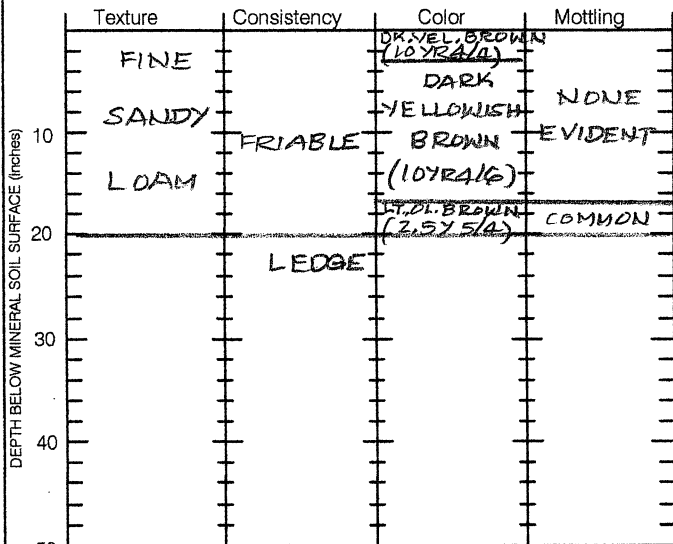 Texture Consistency Color Mottling
DK.YEL.BROWN
(10YR4/4)
FINE
DARK
NONE
SANDY
YELLOWISH
10
FRIABLE
BROWN
EVIDENT
LOAM
(10YR4/6)
LT.OL.BROWN
COMMON
(2.5Y 5/4)
20
LEDGE
30
40
DEPTH BELOW MINERAL SOIL SURFACE (inches)